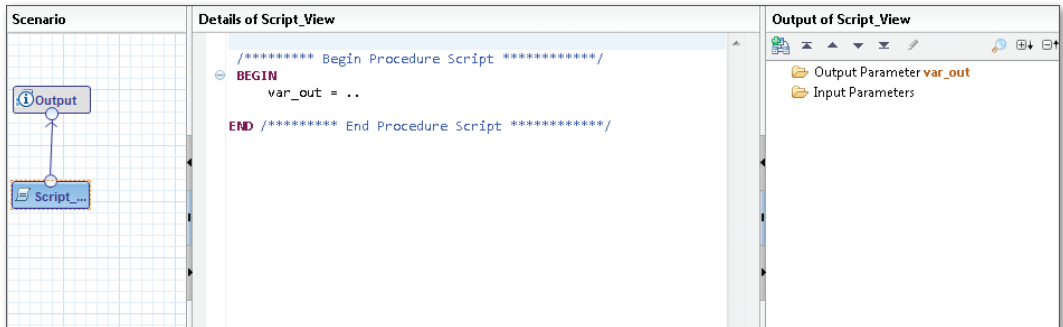 Scenario
Output
Script_...
Details of Script_View
/********* Begin Procedure Script ************/
BEGIN
var_out = ..
END /********* End Procedure Script ************/
Output of Script_View
Output Parameter var_out
Input Parameters